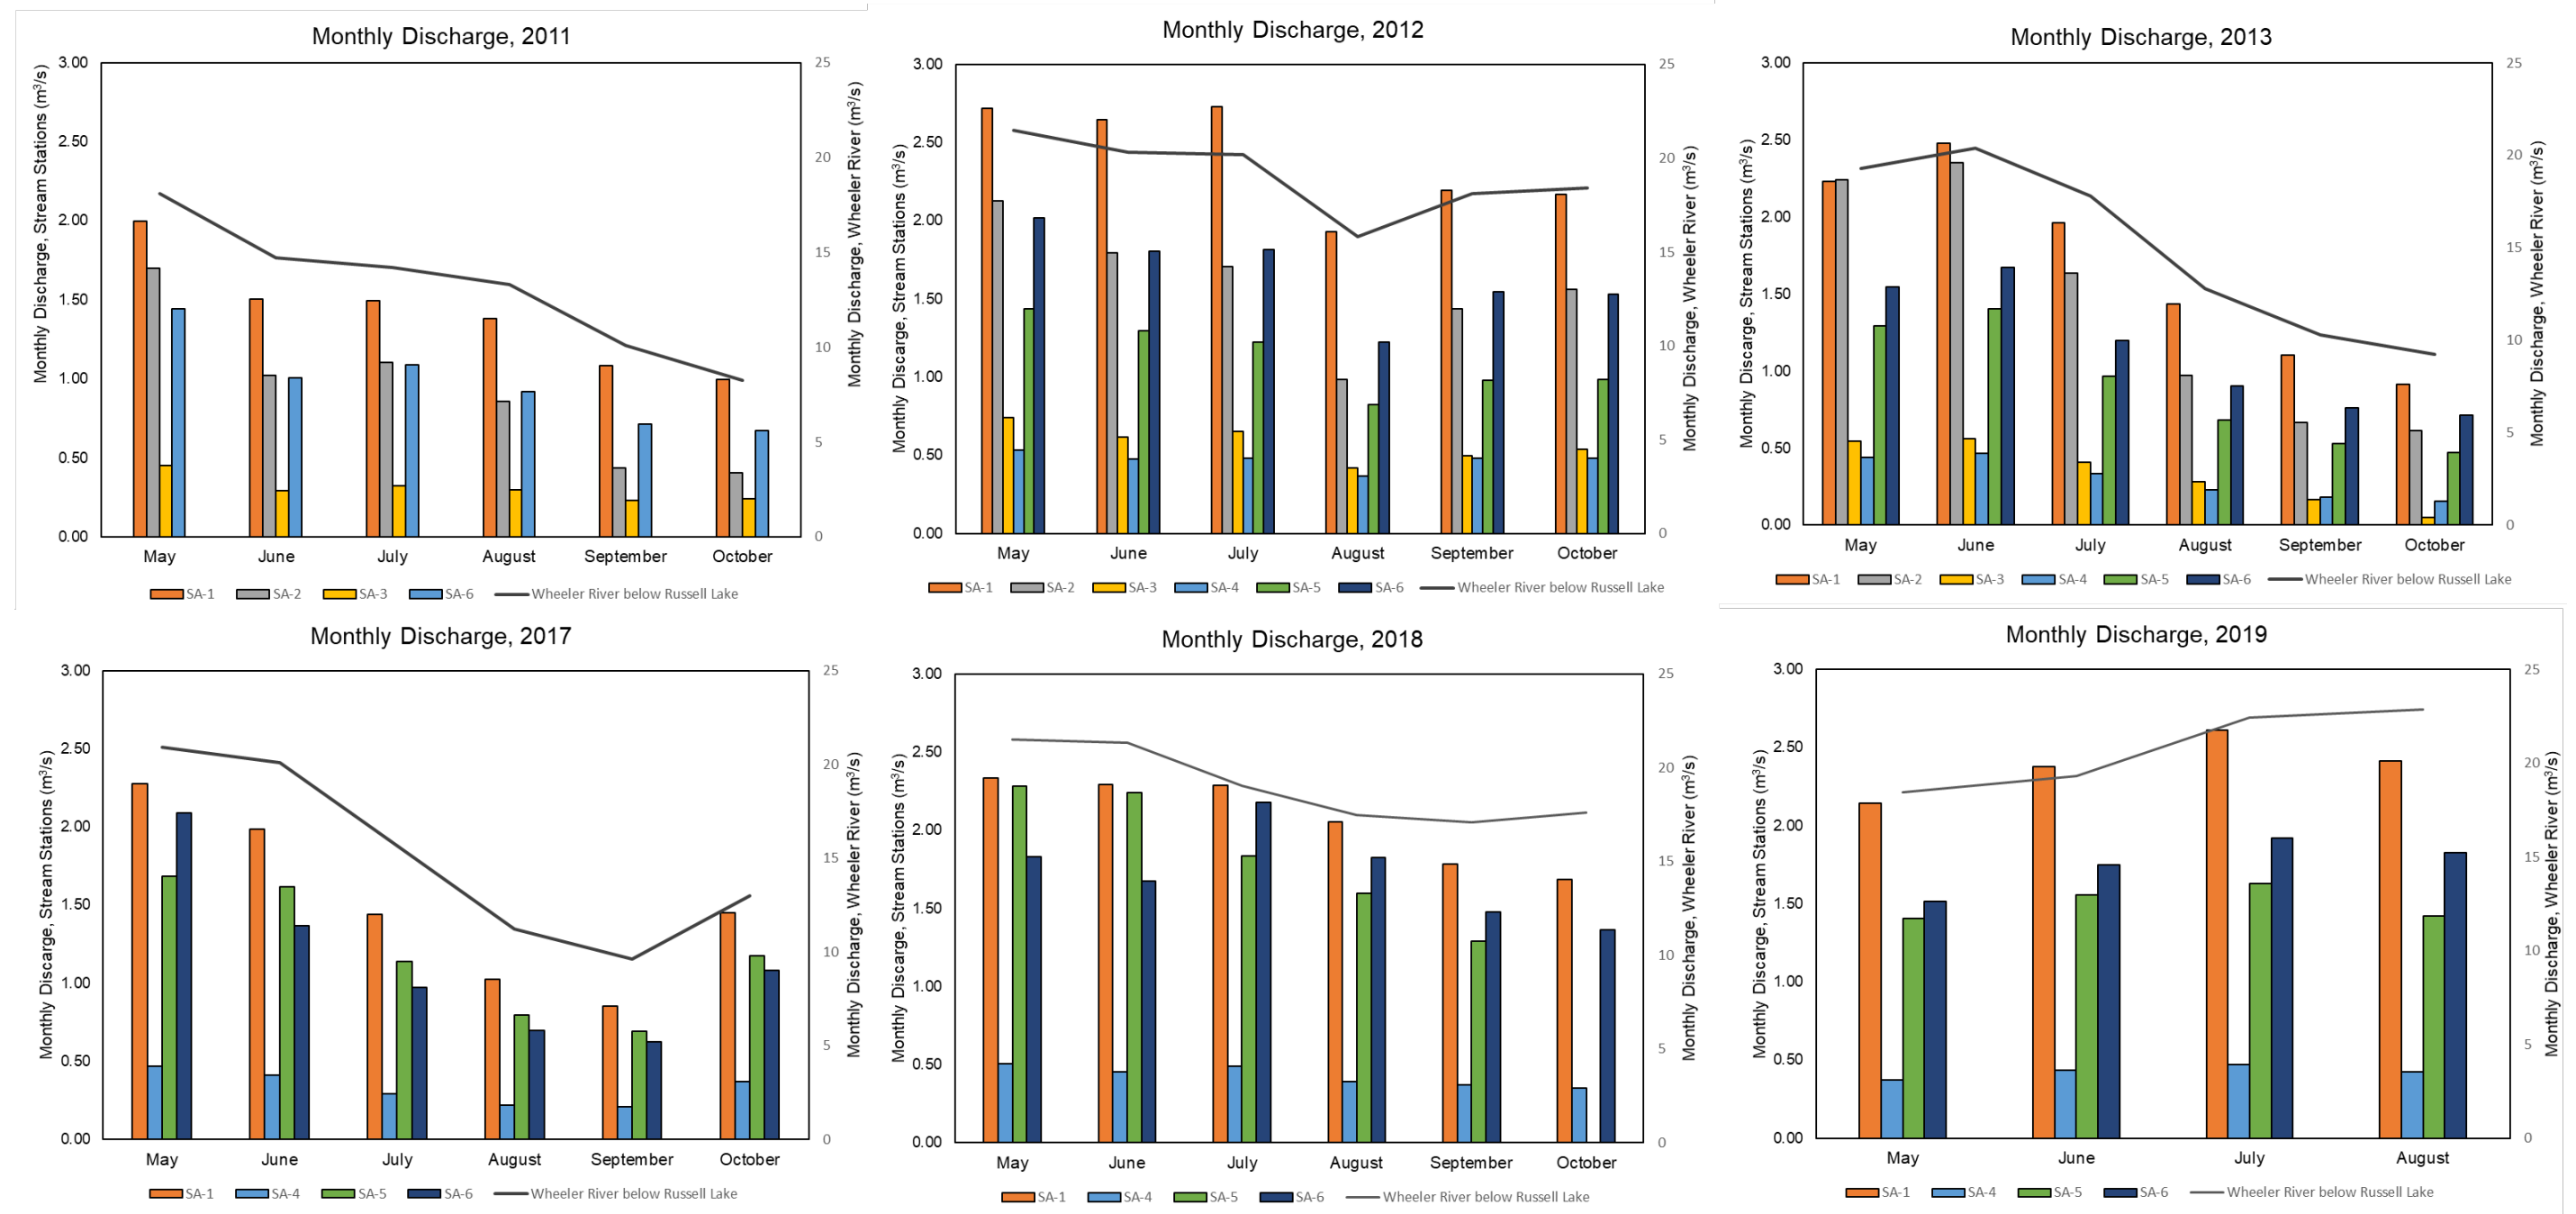 Monthly Discharge, 2011
Monthly Discharge, Stream Stations (m³/s)
3.00
2.50
2.00
1.50
1.00
0.50
0.00
25
20
15
10
5
0
Monthly Discharge, Wheeler River (m³/s)
May June July August September October
SA-1 SA-2 SA-3 SA-6 Wheeler River below Russell Lake
Monthly Discharge, 2012
Monthly Discarge, Stream Stations (m³/s)
3.00
2.50
2.00
1.50
1.00
0.50
0.00
25
20
15
10
5
0
Monthly Discharge, Wheeler River (m³/s)
May June July August September October
SA-1 SA-2 SA-3 SA-4 SA-5 SA-6 Wheeler River below Russell Lake
Monthly Discharge, 2013
Monthly Discarge, Stream Stations (m³/s)
3.00
2.50
2.00
1.50
1.00
0.50
0.00
25
20
15
10
5
0
Monthly Discharge, Wheeler River (m³/s)
May June July August September October
SA-1 SA-2 SA-3 SA-4 SA-5 SA-6 Wheeler River below Russell Lake
Monthly Discharge, 2017
Monthly Discarge, Stream Stations (m³/s)
3.00
2.50
2.00
1.50
1.00
0.50
0.00
25
20
15
10
5
0
Monthly Discharge, Wheeler River (m³/s)
May June July August September October
SA-1 SA-4 SA-5 SA-6 Wheeler River below Russell Lake
Monthly Discharge, 2018
Monthly Discarge, Stream Stations (m³/s)
3.00
2.50
2.00
1.50
1.00
0.50
0.00
25
20
15
10
5
0
Monthly Discharge, Wheeler River (m³/s)
May June July August September October
SA-1 SA-4 SA-5 SA-6 Wheeler River below Russell Lake
Monthly Discharge, 2019
Monthly Discarge, Stream Stations (m³/s)
3.00
2.50
2.00
1.50
1.00
0.50
0.00
25
20
15
10
5
0
Monthly Discharge, Wheeler River (m³/s)
May June July August
SA-1 SA-4 SA-5 SA-6 Wheeler River below Russell Lake